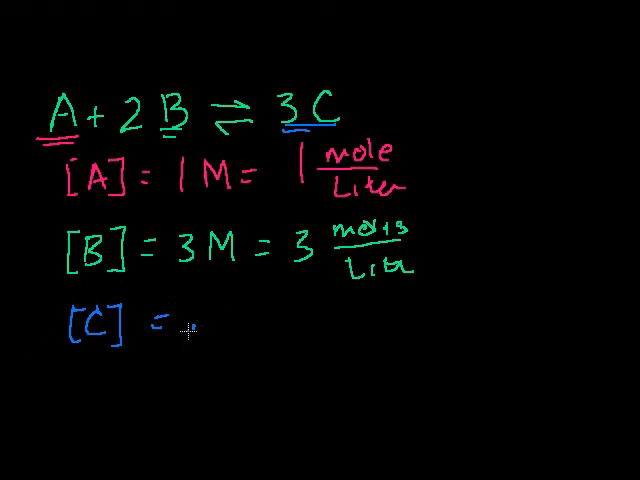 A + 2 B ⇌ 3 C
[A] = 1 M = 1 mole / Liter
[B] = 3 M = 3 moles / Liter
[C] =